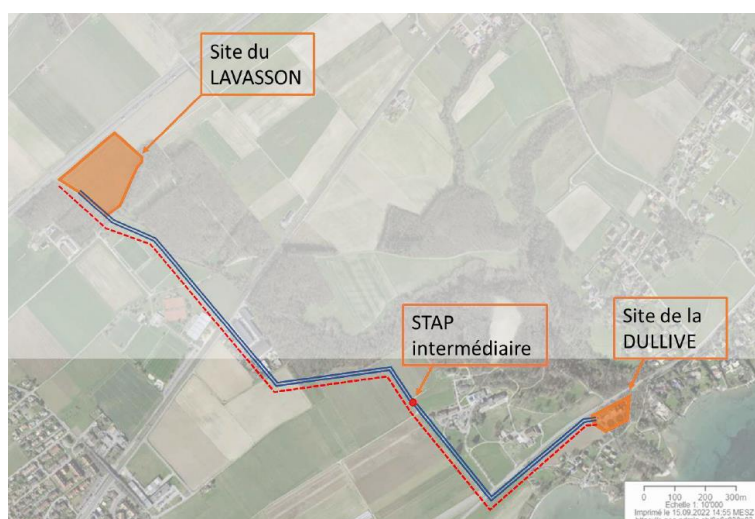 Site du
LAVASSON
STAP
intermédiaire
Site de la
DULLIVE
0 100 200 300m
Echelle 1: 10'000
Imprimé le 15.09.2022 14:55 MESZ